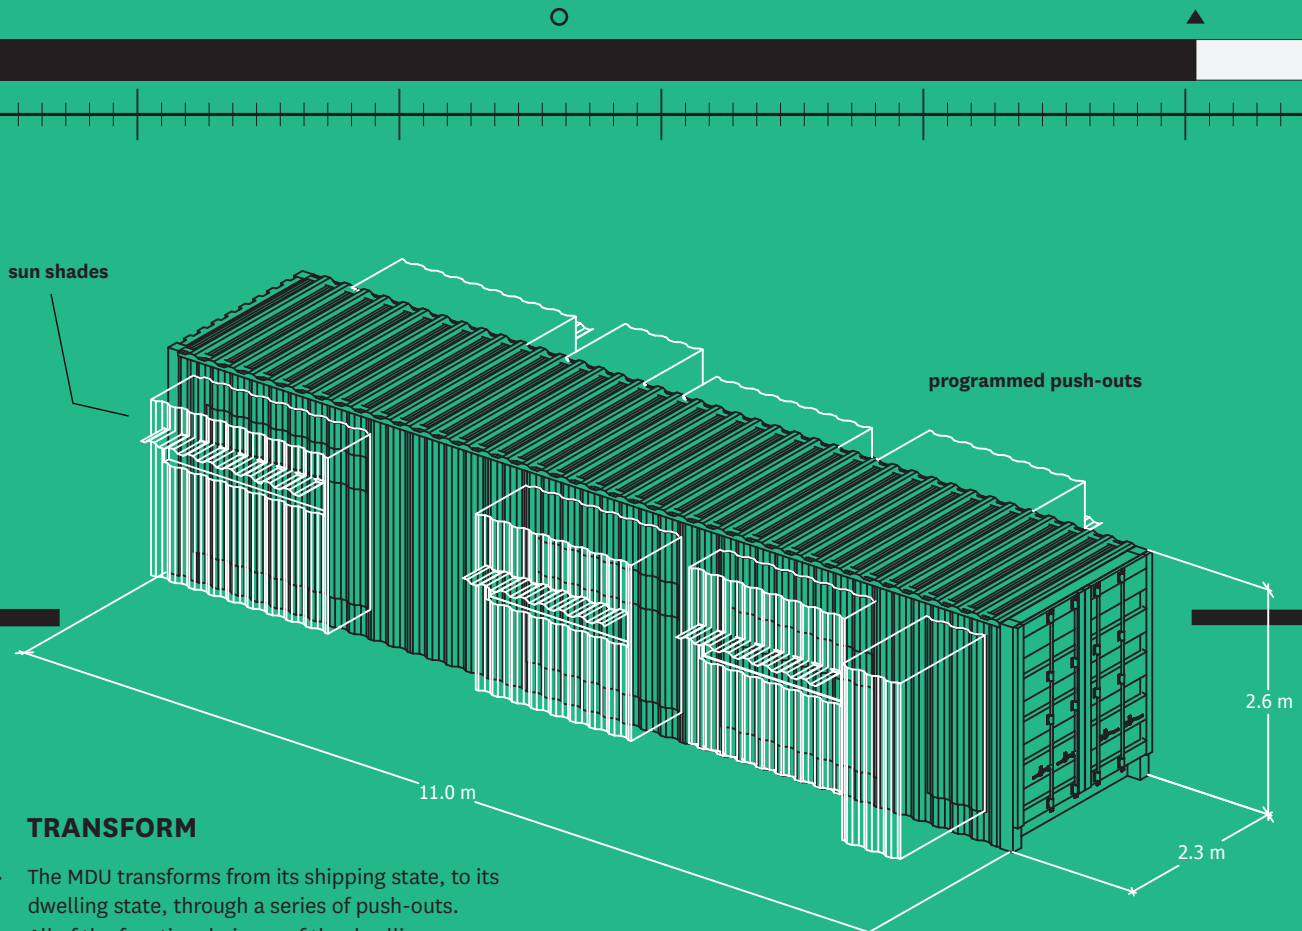 sun shades
programmed push-outs
2.6 m
11.0 m
2.3 m
TRANSFORM
The MDU transforms from its shipping state, to its
dwelling state, through a series of push-outs.